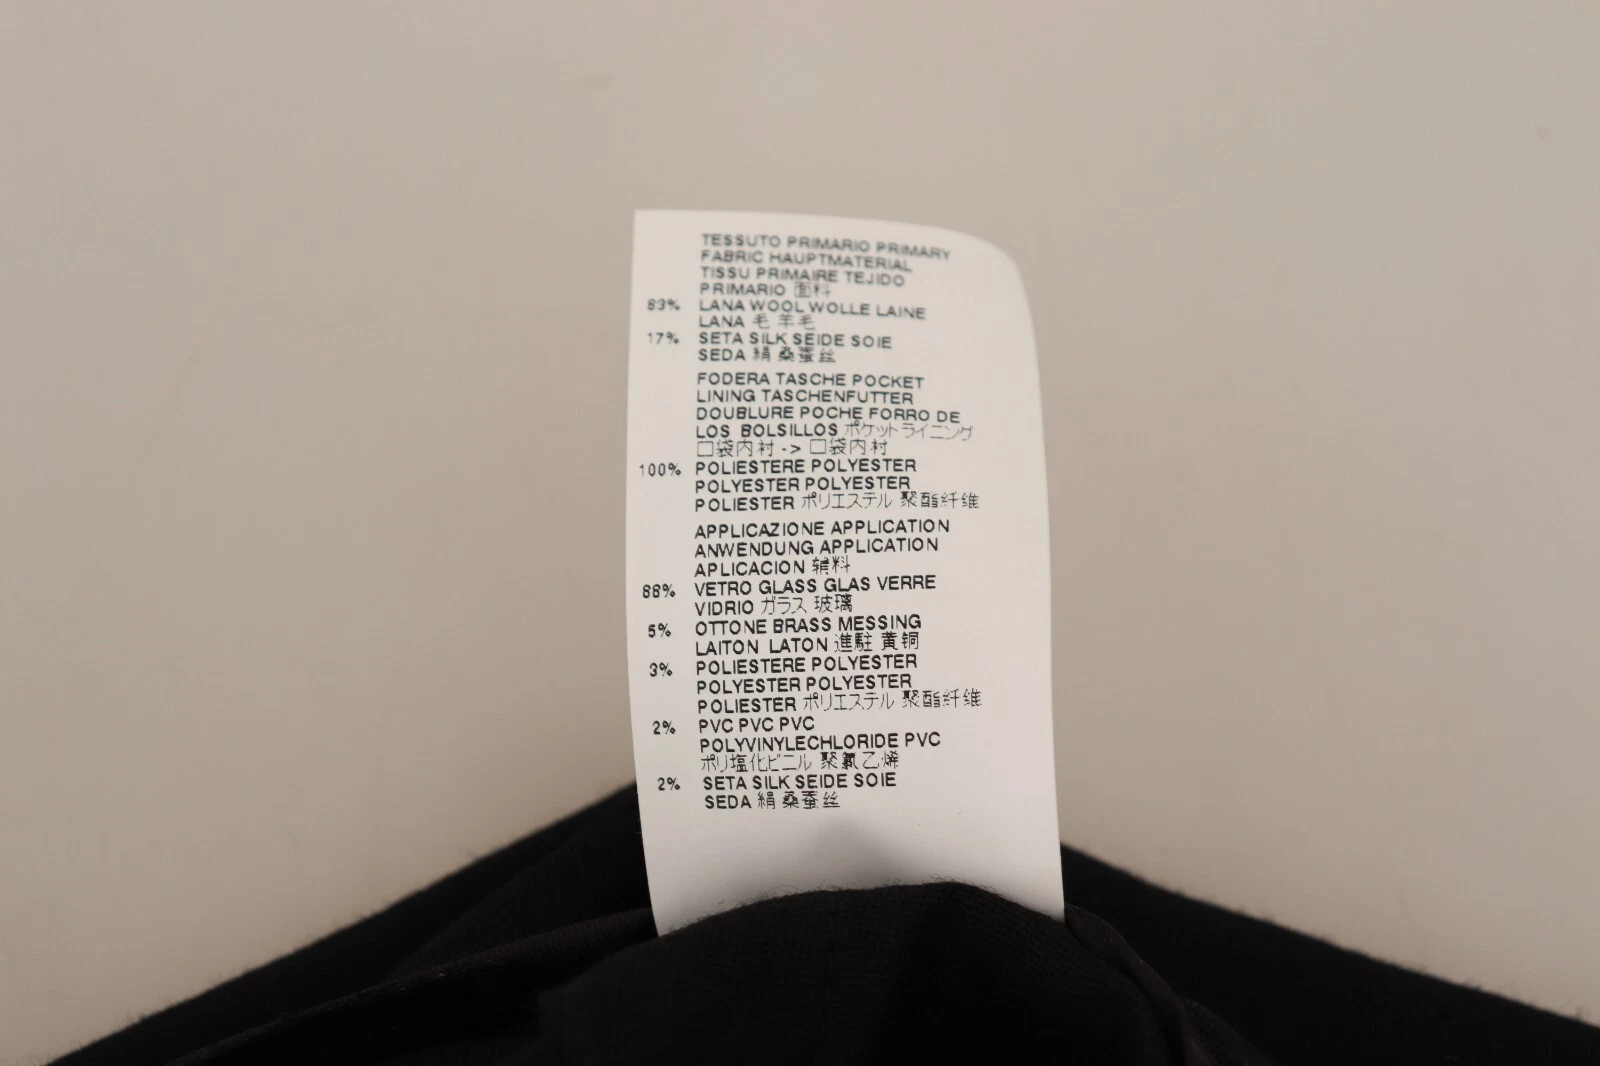 TESSUTO PRIMARIO PRIMARY
FABRIC HAUPTMATERIAL
TISSU PRIMAIRE TEJIDO
PRIMARIO 面料
83% LANA WOOL WOLLE LAINE
LANA 毛 羊毛
17% SETA SILK SEIDE SOIE
SEDA 絹 桑蚕丝
FODERA TASCHE POCKET
LINING TASCHENFUTTER
DOUBLURE POCHE FORRO DE
LOS BOLSILLOS ポケットライニング
口袋内衬 -> 口袋内衬
100% POLIESTERE POLYESTER
POLYESTER POLYESTER
POLIESTER ポリエステル 聚酯纤维
APPLICAZIONE APPLICATION
ANWENDUNG APPLICATION
APLICACION 辅料
88% VETRO GLASS GLAS VERRE
VIDRIO ガラス 玻璃
5% OTTONE BRASS MESSING
LAITON LATON 進駐 黄铜
3% POLIESTERE POLYESTER
POLYESTER POLYESTER
POLIESTER ポリエステル 聚酯纤维
2% PVC PVC PVC
POLYVINYLECHLORIDE PVC
ポリ塩化ビニル 聚氯乙烯
2% SETA SILK SEIDE SOIE
SEDA 絹 桑蚕丝